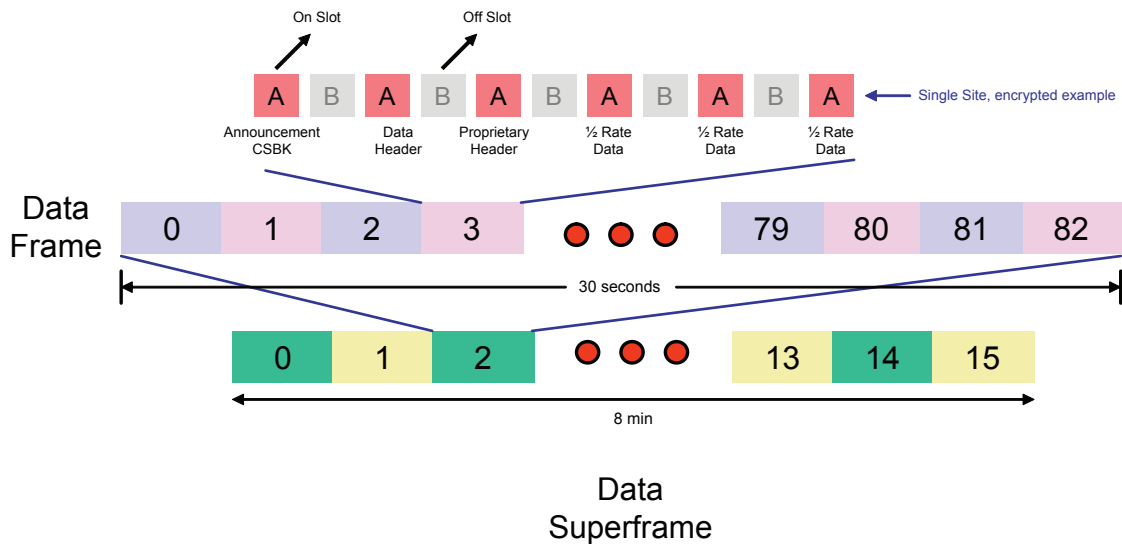 On Slot
Off Slot
A B A B A B A B A B A
Single Site, encrypted example
Announcement
CSBK
Data
Header
Proprietary
Header
½ Rate
Data
½ Rate
Data
½ Rate
Data
Data
Frame
0 1 2 3 79 80 81 82
30 seconds
0 1 2 13 14 15
8 min
Data
Superframe